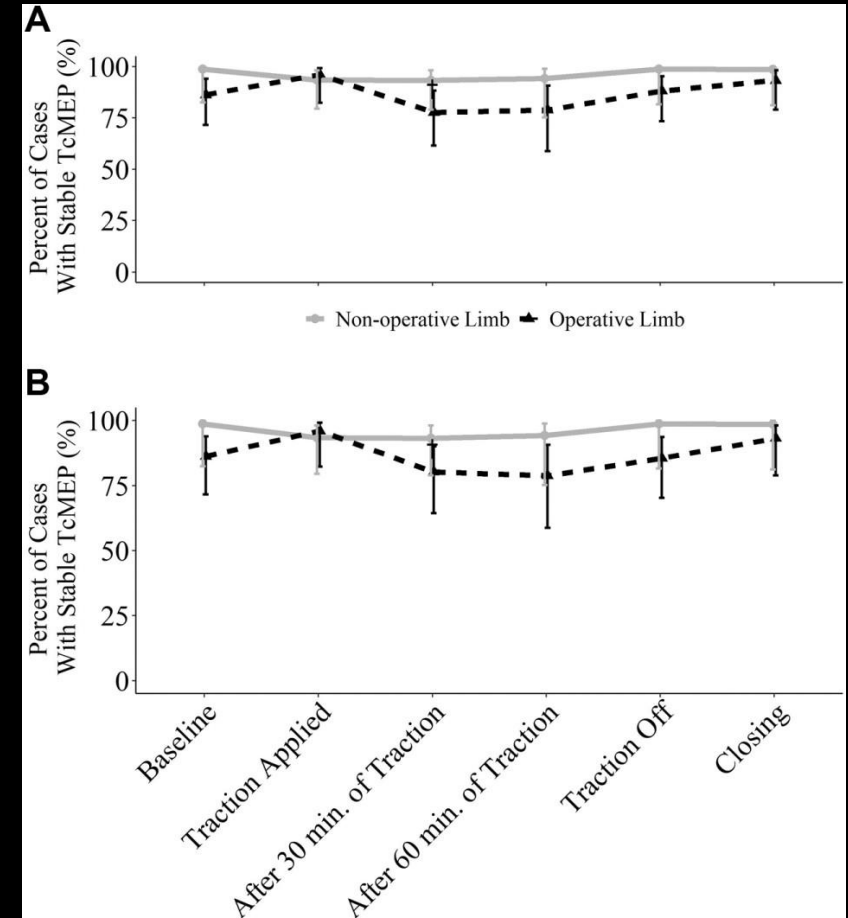 A
Percent of Cases
With Stable TcMEP (%)
100
75
50
25
0
Non-operative Limb Operative Limb
B
Percent of Cases
With Stable TcMEP (%)
100
75
50
25
0
Baseline
Traction Applied
After 30 min. of Traction
After 60 min. of Traction
Traction Off
Closing